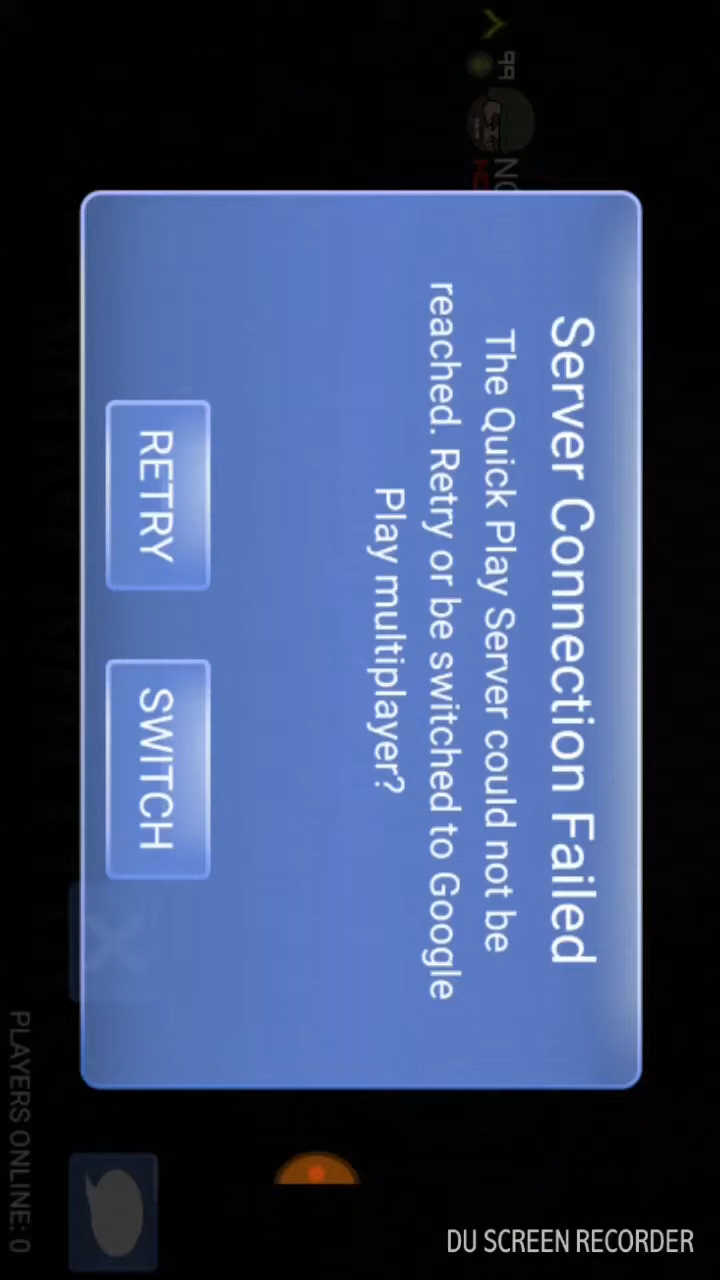 99
Server Connection Failed
The Quick Play Server could not be
reached. Retry or be switched to Google
Play multiplayer?
RETRY
SWITCH
PLAYERS ONLINE: 0
DU SCREEN RECORDER